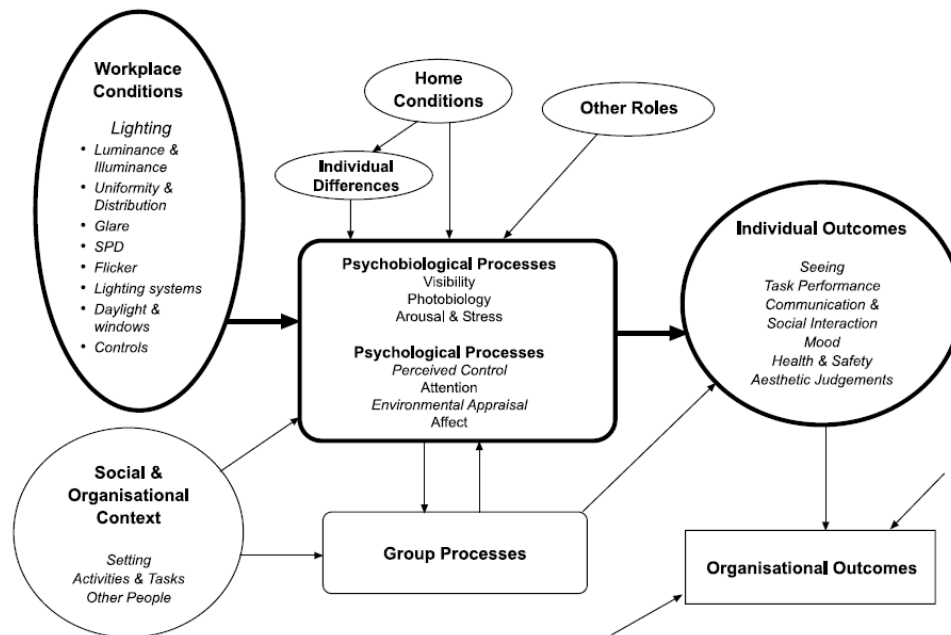 Workplace
Conditions
Lighting
• Luminance &
Illuminance
• Uniformity &
Distribution
• Glare
• SPD
• Flicker
• Lighting systems
• Daylight &
windows
• Controls
Home
Conditions
Other Roles
Individual
Differences
Psychobiological Processes
Visibility
Photobiology
Arousal & Stress
Psychological Processes
Perceived Control
Attention
Environmental Appraisal
Affect
Individual Outcomes
Seeing
Task Performance
Communication &
Social Interaction
Mood
Health & Safety
Aesthetic Judgements
Social &
Organisational
Context
Setting
Activities & Tasks
Other People
Group Processes
Organisational Outcomes